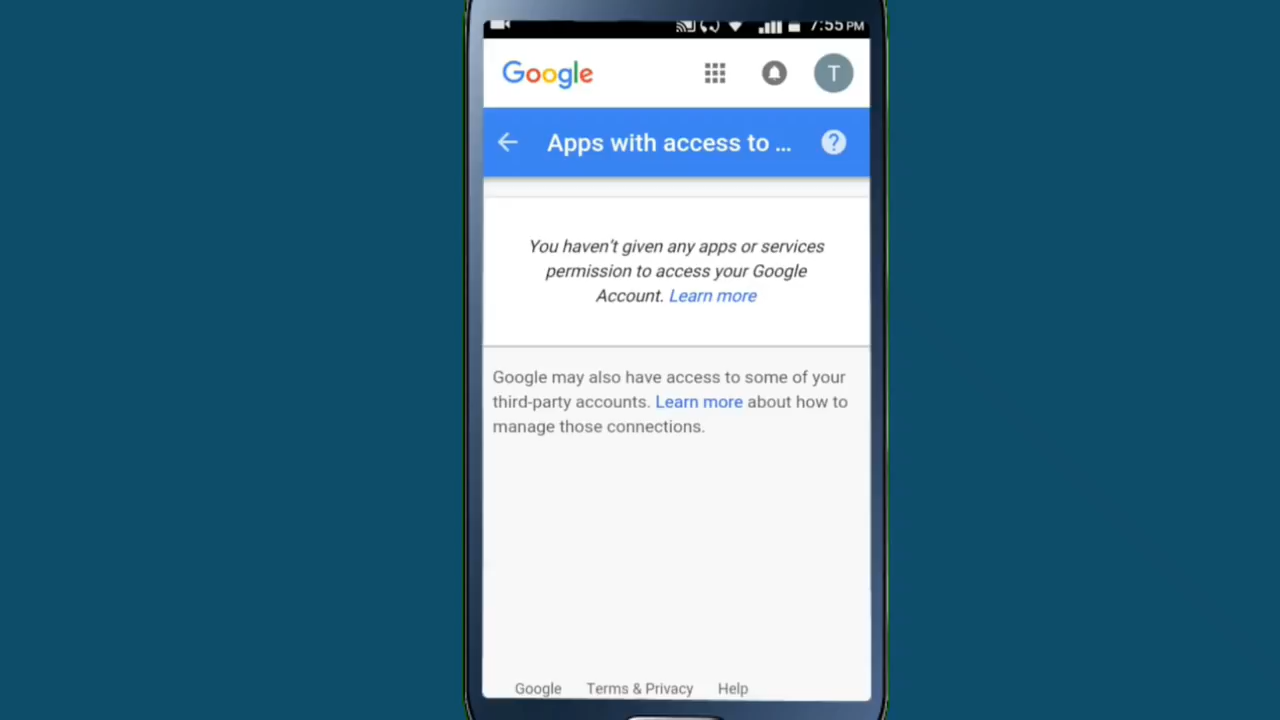 7:55 PM
Google
T
Apps with access to ...
?
You haven't given any apps or services
permission to access your Google
Account. Learn more
Google may also have access to some of your
third-party accounts. Learn more about how to
manage those connections.
Google Terms & Privacy Help